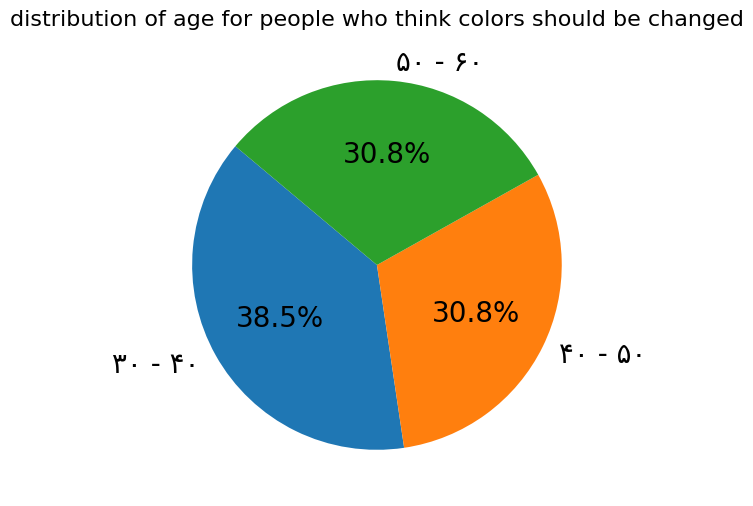 distribution of age for people who think colors should be changed
۵۰ - ۶۰
30.8%
38.5%
30.8%
۳۰ - ۴۰
۴۰ - ۵۰